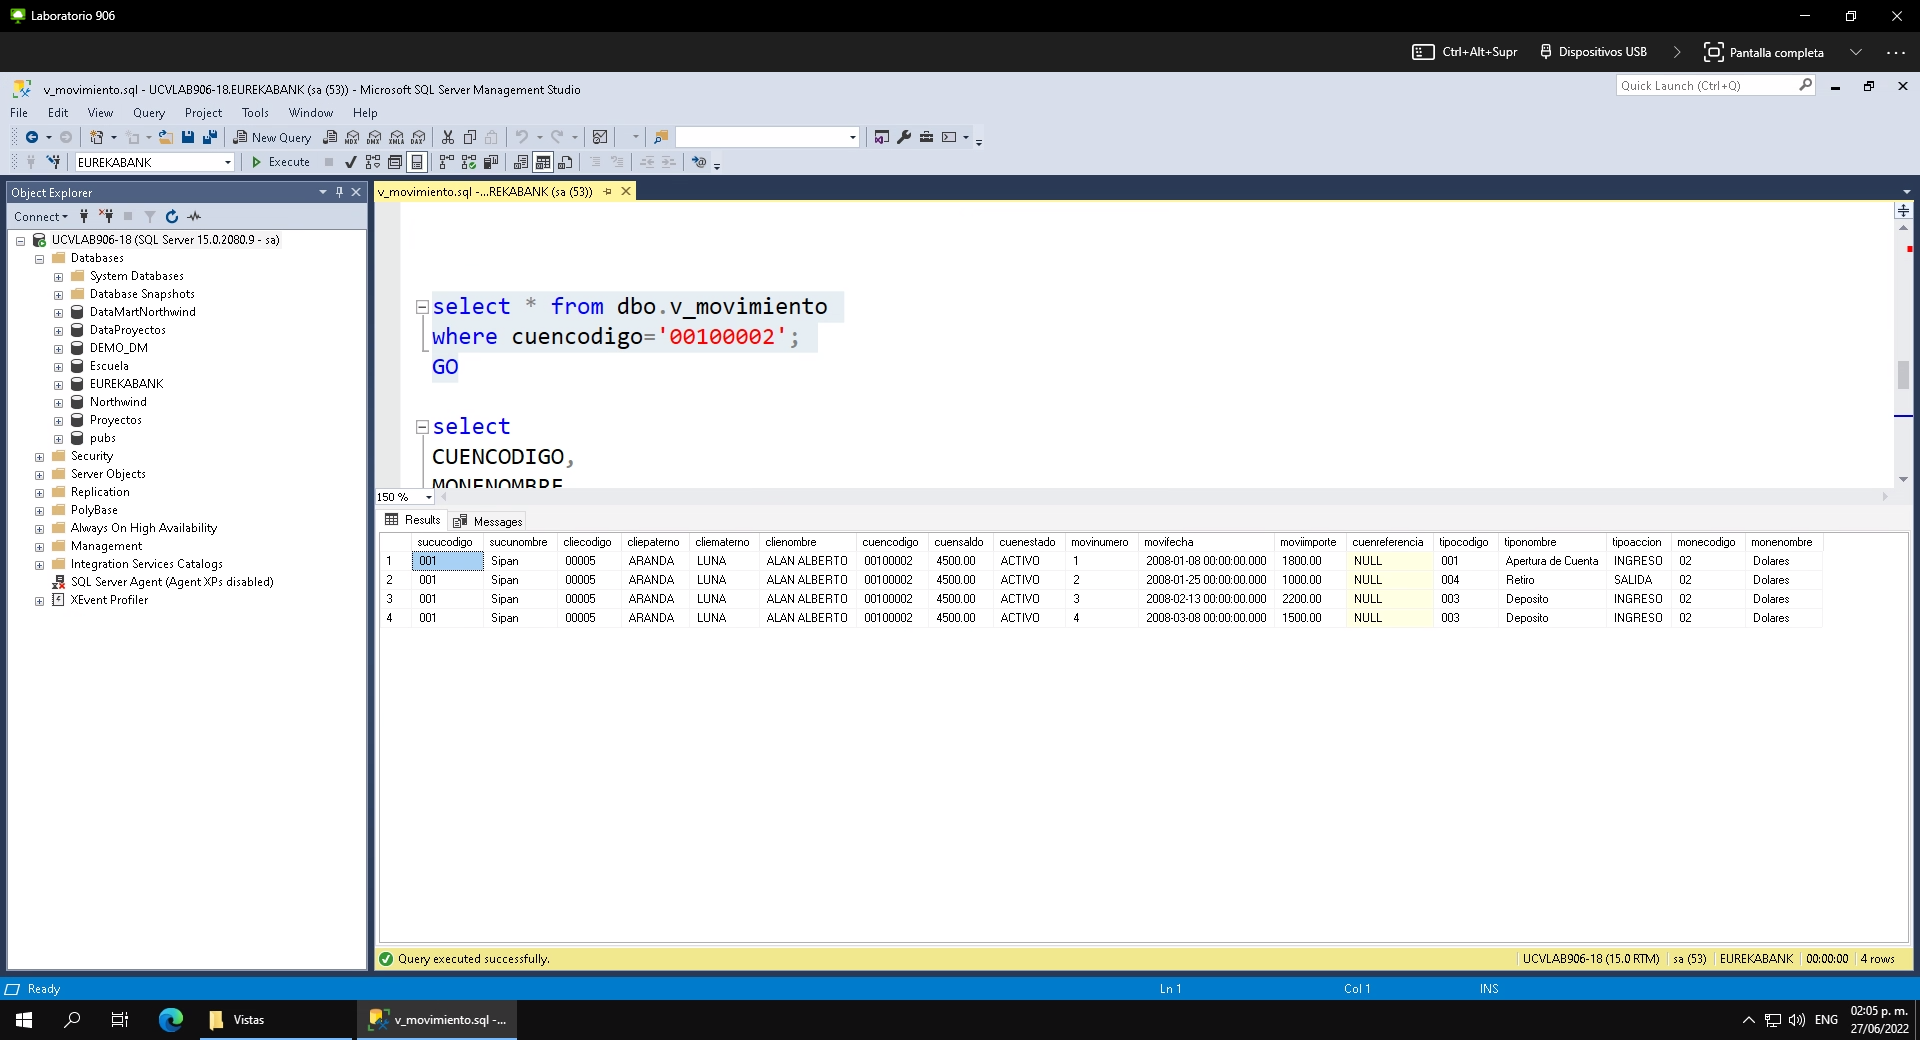 Laboratorio 906
Ctrl+Alt+Supr Dispositivos USB Pantalla completa
v_movimiento.sql - UCVLAB906-18.EUREKABANK (sa (53)) - Microsoft SQL Server Management Studio
Quick Launch (Ctrl+Q)
File Edit View Query Project Tools Window Help
New Query MDX DMX XMLA DAX
EUREKABANK Execute
Object Explorer
v_movimiento.sql -...REKABANK (sa (53))
Connect
UCVLAB906-18 (SQL Server 15.0.2080.9 - sa)
Databases
System Databases
Database Snapshots
DataMartNorthwind
DataProyectos
DEMO_DM
Escuela
EUREKABANK
Northwind
Proyectos
pubs
Security
Server Objects
Replication
PolyBase
Always On High Availability
Management
Integration Services Catalogs
SQL Server Agent (Agent XPs disabled)
XEvent Profiler
select * from dbo.v_movimiento
where cuencodigo='00100002';
GO
select
CUENCODIGO,
MONENOMBRE
150 %
Results Messages
sucucodigo sucunombre cliecodigo cliepaterno cliematerno clienombre cuencodigo cuensaldo cuenestado movinumero movifecha moviimporte cuenreferencia tipocodigo tiponombre tipoaccion monecodigo monenombre
1 001 Sipan 00005 ARANDA LUNA ALAN ALBERTO 00100002 4500.00 ACTIVO 1 2008-01-08 00:00:00.000 1800.00 NULL 001 Apertura de Cuenta INGRESO 02 Dolares
2 001 Sipan 00005 ARANDA LUNA ALAN ALBERTO 00100002 4500.00 ACTIVO 2 2008-01-25 00:00:00.000 1000.00 NULL 004 Retiro SALIDA 02 Dolares
3 001 Sipan 00005 ARANDA LUNA ALAN ALBERTO 00100002 4500.00 ACTIVO 3 2008-02-13 00:00:00.000 2200.00 NULL 003 Deposito INGRESO 02 Dolares
4 001 Sipan 00005 ARANDA LUNA ALAN ALBERTO 00100002 4500.00 ACTIVO 4 2008-03-08 00:00:00.000 1500.00 NULL 003 Deposito INGRESO 02 Dolares
Query executed successfully. UCVLAB906-18 (15.0 RTM) sa (53) EUREKABANK 00:00:00 4 rows
Ready Ln 1 Col 1 INS
Vistas v_movimiento.sql -... ENG 02:05 p. m.
27/06/2022